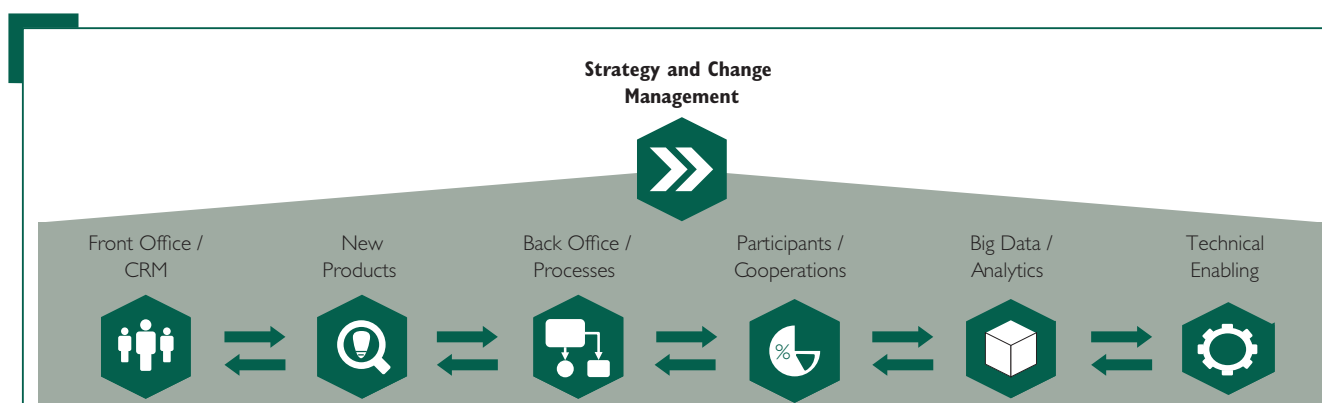 Strategy and Change
Management
Front Office /
CRM
New
Products
Back Office /
Processes
Participants /
Cooperations
Big Data /
Analytics
Technical
Enabling
%